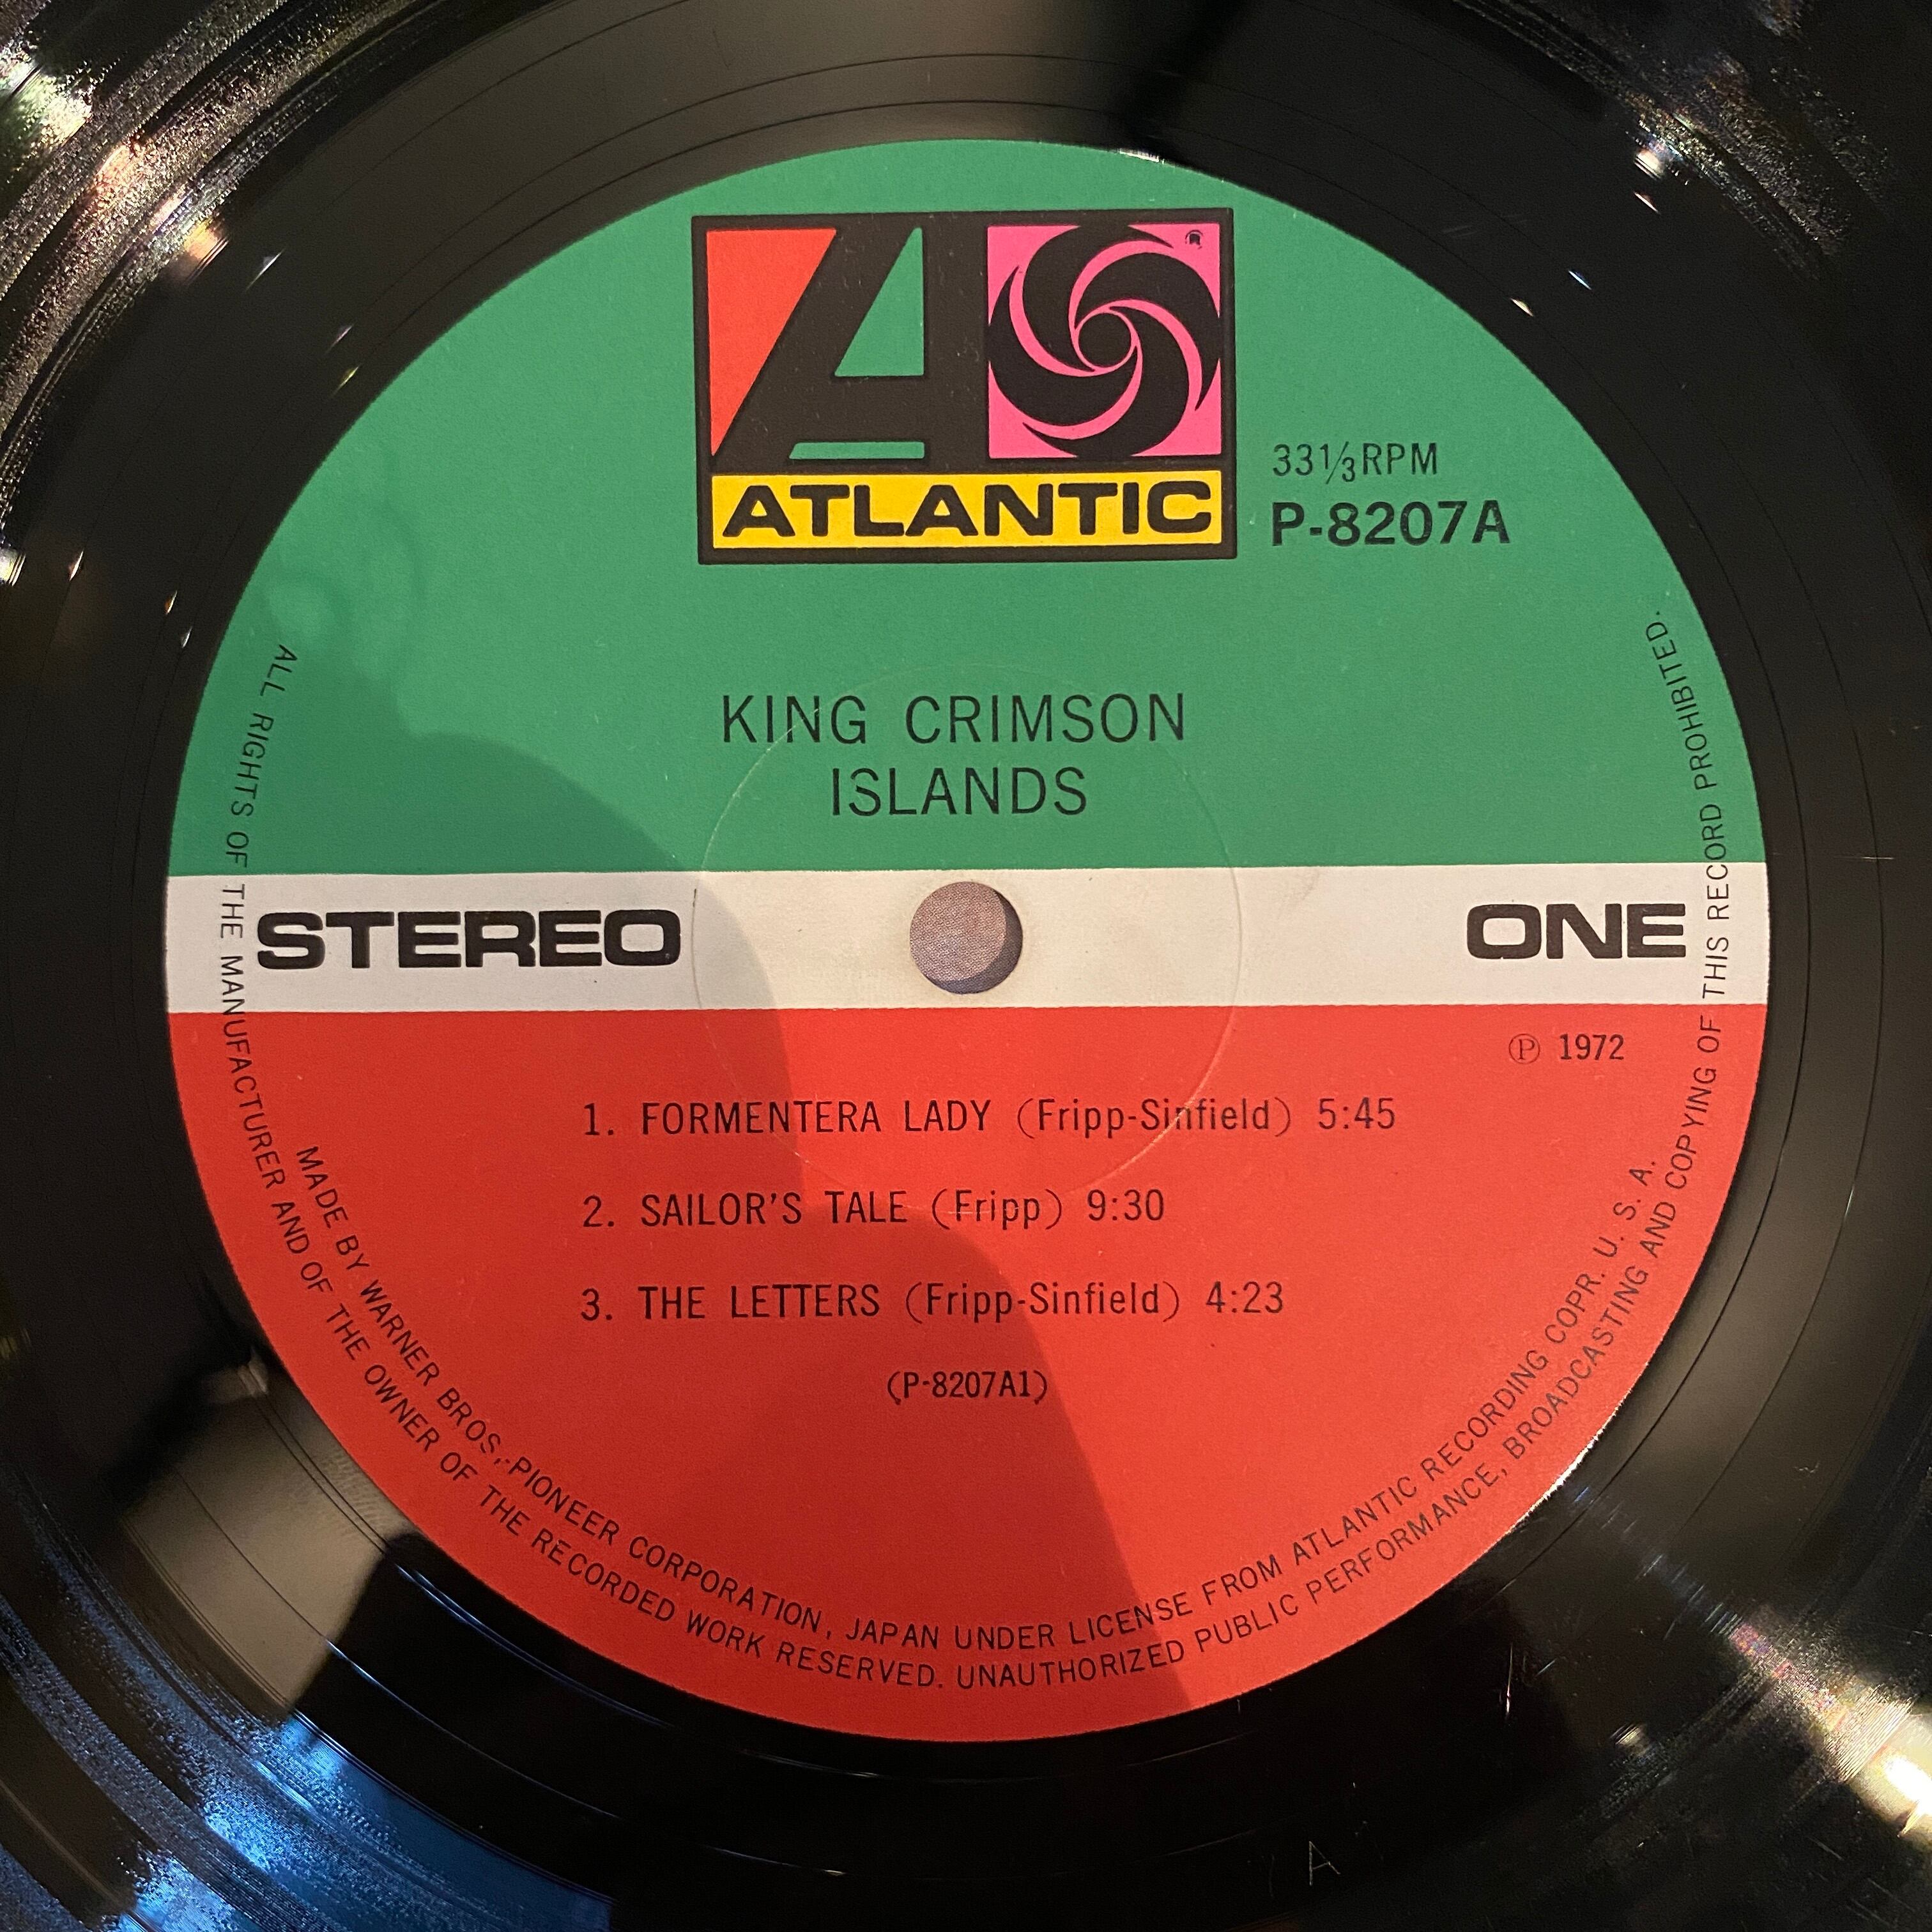 ATLANTIC
33⅓RPM
P-8207A
KING CRIMSON
ISLANDS
STEREO
ONE
Ⓟ 1972
1. FORMENTERA LADY (Fripp-Sinfield) 5:45
2. SAILOR'S TALE (Fripp) 9:30
3. THE LETTERS (Fripp-Sinfield) 4:23
(P-8207A1)
MADE BY WARNER BROS.-PIONEER CORPORATION, JAPAN UNDER LICENSE FROM ATLANTIC RECORDING COPR. U. S. A.
ALL RIGHTS OF THE MANUFACTURER AND OF THE OWNER OF THE RECORDED WORK RESERVED. UNAUTHORIZED PUBLIC PERFORMANCE, BROADCASTING AND COPYING OF THIS RECORD PROHIBITED.
A